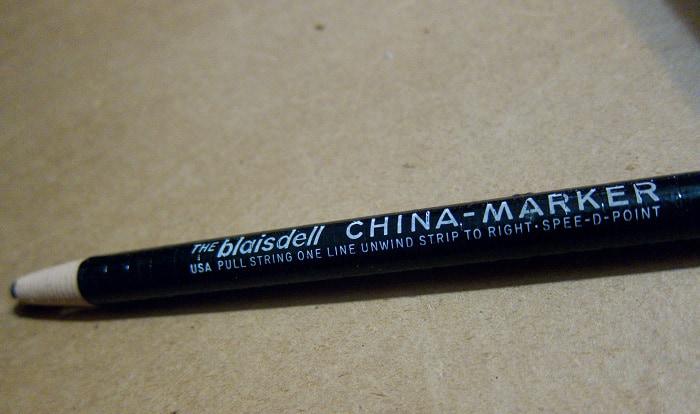 THE blaisdell CHINA-MARKER
USA PULL STRING ONE LINE UNWIND STRIP TO RIGHT·SPEE-D-POINT